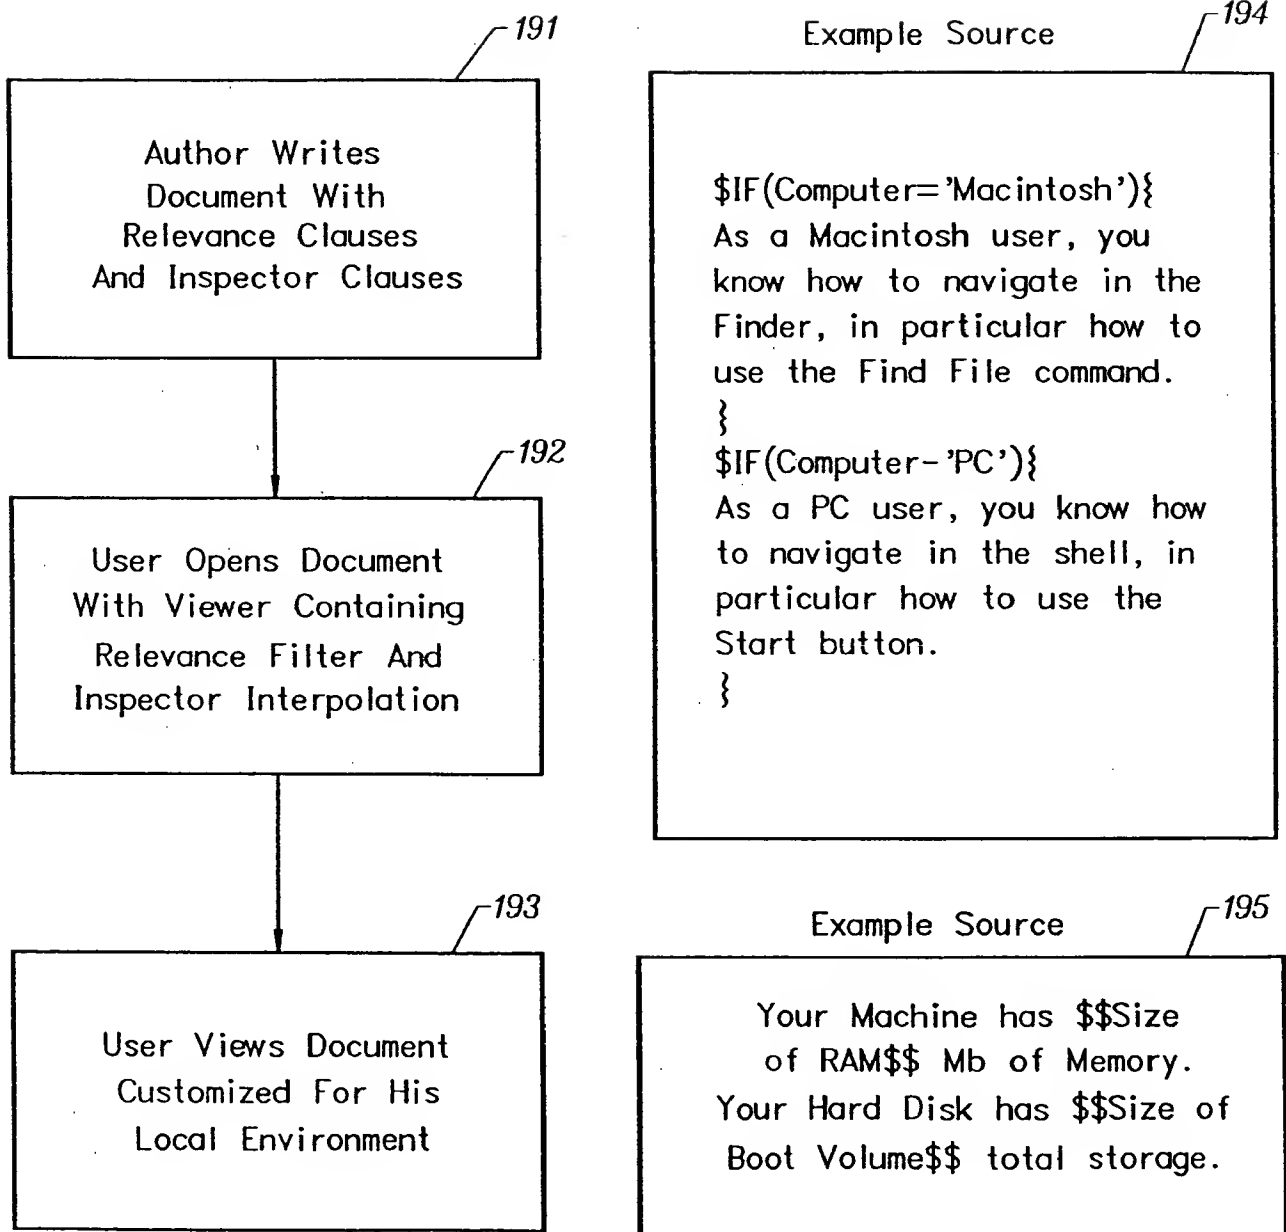 191
Author Writes
Document With
Relevance Clauses
And Inspector Clauses
192
User Opens Document
With Viewer Containing
Relevance Filter And
Inspector Interpolation
193
User Views Document
Customized For His
Local Environment
Example Source
194
$IF(Computer='Macintosh'){
As a Macintosh user, you
know how to navigate in the
Finder, in particular how to
use the Find File command.
}
$IF(Computer-'PC'){
As a PC user, you know how
to navigate in the shell, in
particular how to use the
Start button.
}
Example Source
195
Your Machine has $$Size
of RAM$$ Mb of Memory.
Your Hard Disk has $$Size of
Boot Volume$$ total storage.